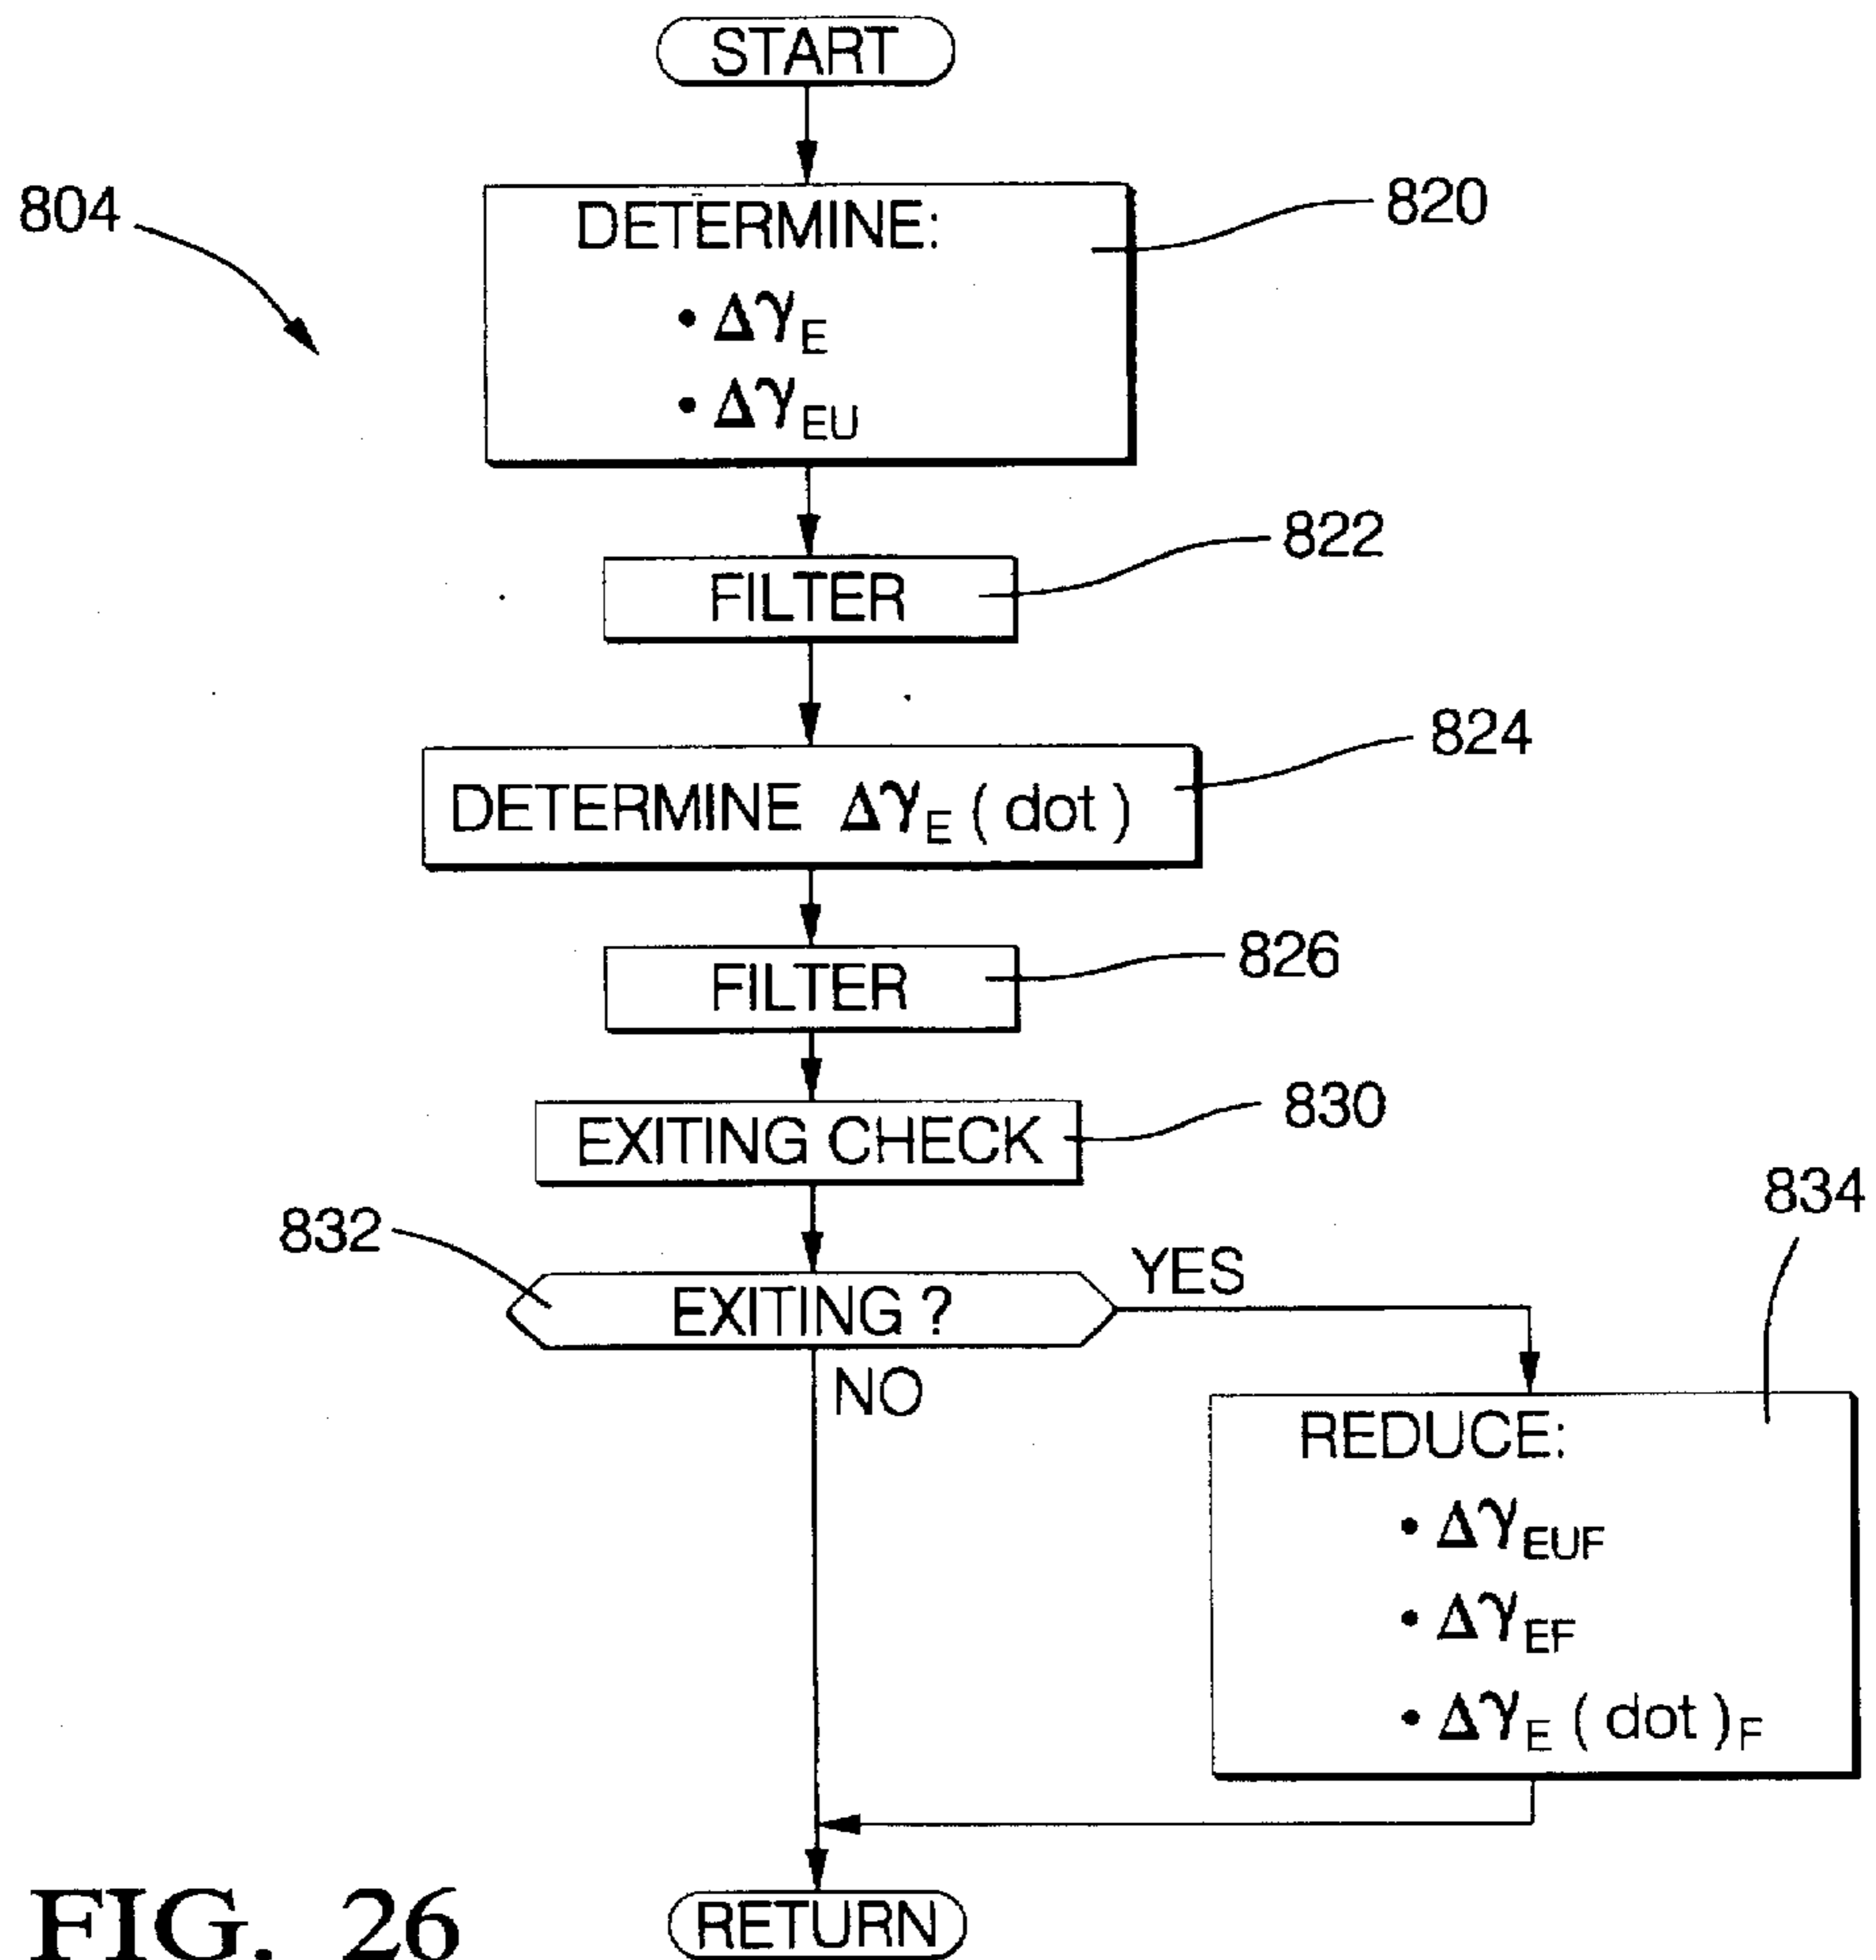 START
804
820
DETERMINE:
• Δγ_E
• Δγ_EU
822
FILTER
824
DETERMINE Δγ_E (dot)
826
FILTER
830
EXITING CHECK
832
834
EXITING ?
YES
NO
REDUCE:
• Δγ_EUF
• Δγ_EF
• Δγ_E (dot)_F
RETURN
FIG. 26